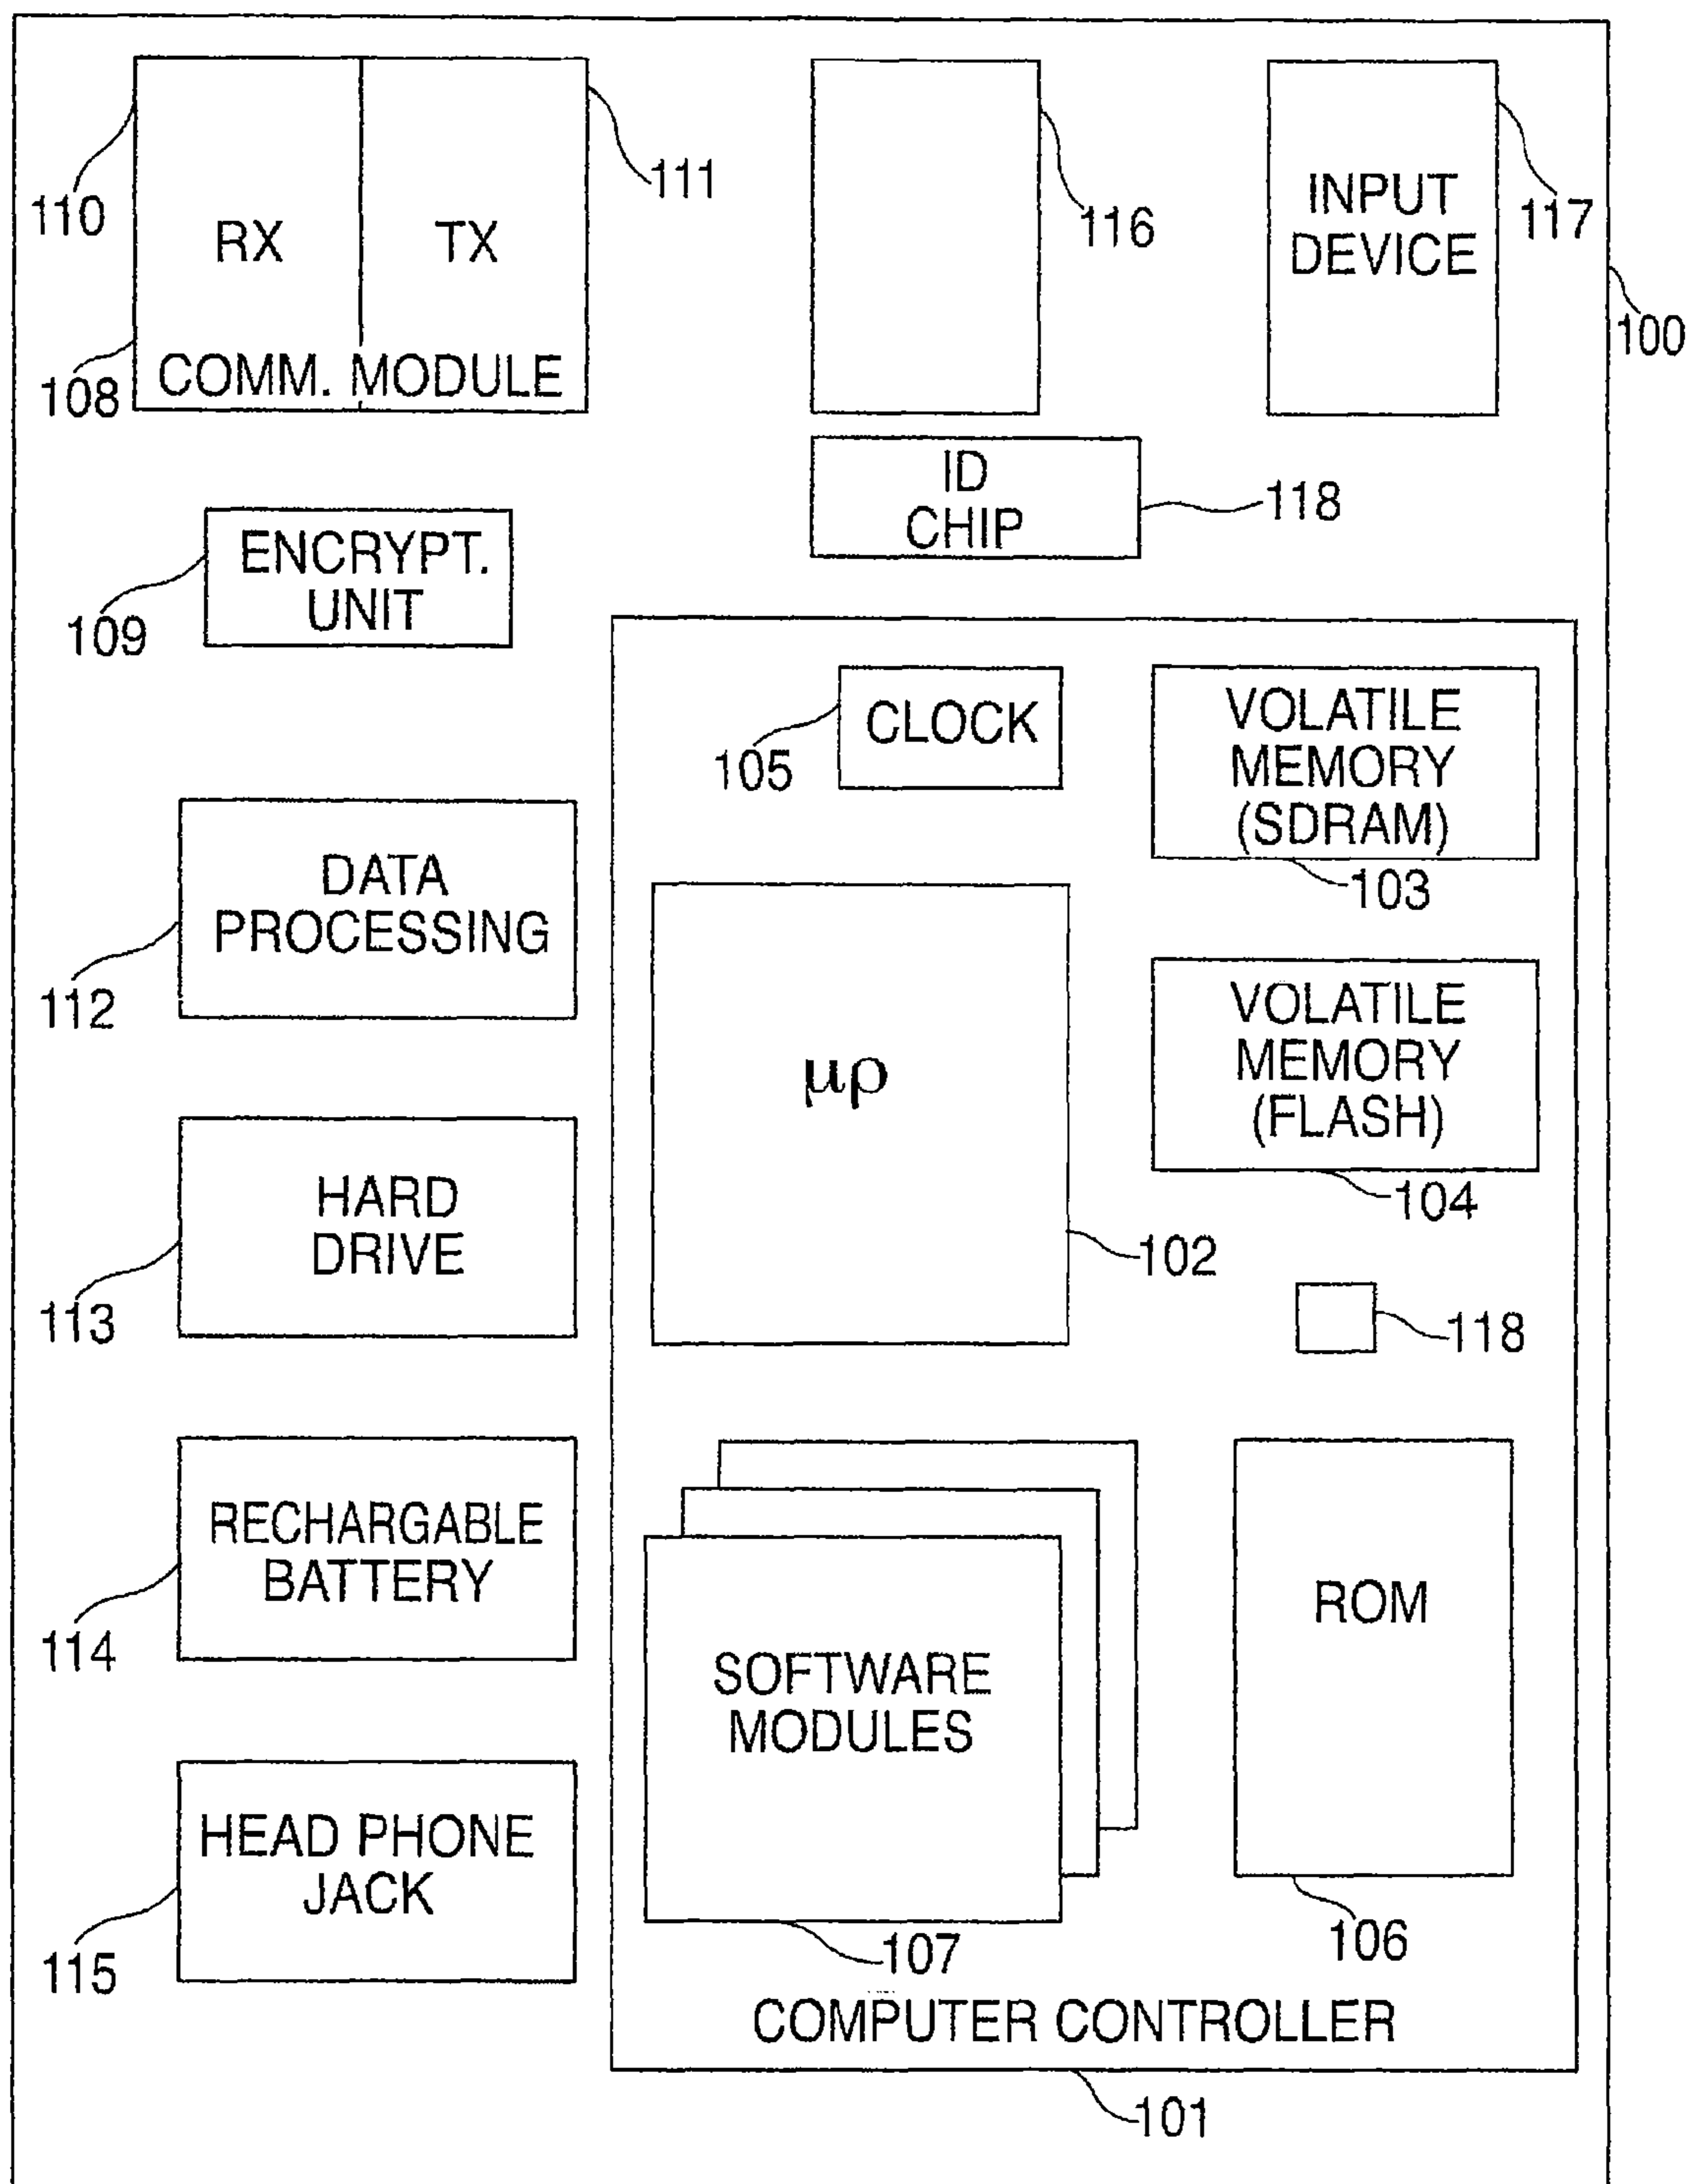 110
RX
TX
111
108
COMM. MODULE
116
INPUT
DEVICE
117
100
ID
CHIP
118
ENCRYPT.
UNIT
109
CLOCK
105
VOLATILE
MEMORY
(SDRAM)
103
DATA
PROCESSING
112
μρ
102
VOLATILE
MEMORY
(FLASH)
104
HARD
DRIVE
113
118
RECHARGABLE
BATTERY
114
SOFTWARE
MODULES
107
ROM
106
HEAD PHONE
JACK
115
COMPUTER CONTROLLER
101